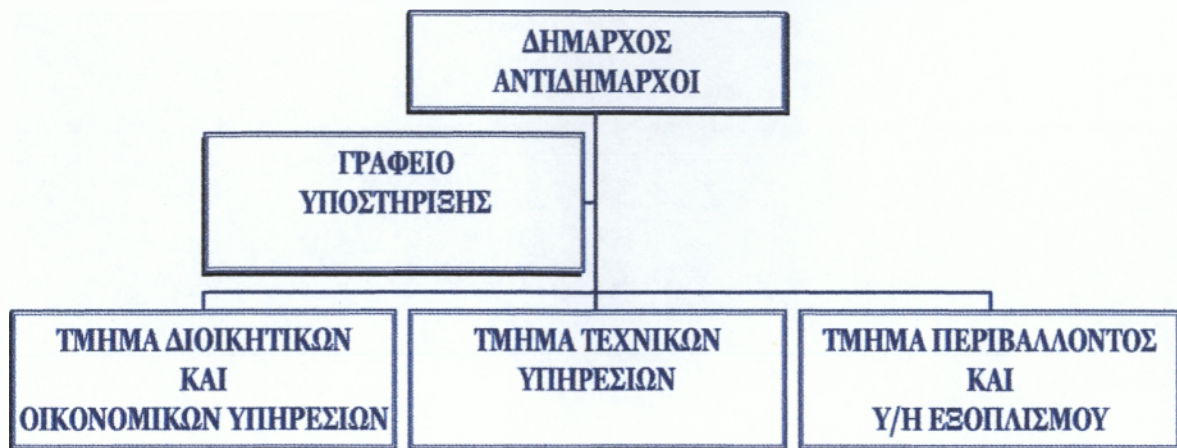 ΔΗΜΑΡΧΟΣ
ΑΝΤΙΔΗΜΑΡΧΟΙ
ΓΡΑΦΕΙΟ
ΥΠΟΣΤΗΡΙΞΗΣ
ΤΜΗΜΑ ΔΙΟΙΚΗΤΙΚΩΝ
ΚΑΙ
ΟΙΚΟΝΟΜΙΚΩΝ ΥΠΗΡΕΣΙΩΝ
ΤΜΗΜΑ ΤΕΧΝΙΚΩΝ
ΥΠΗΡΕΣΙΩΝ
ΤΜΗΜΑ ΠΕΡΙΒΑΛΛΟΝΤΟΣ
ΚΑΙ
Υ/Η ΕΞΟΠΛΙΣΜΟΥ